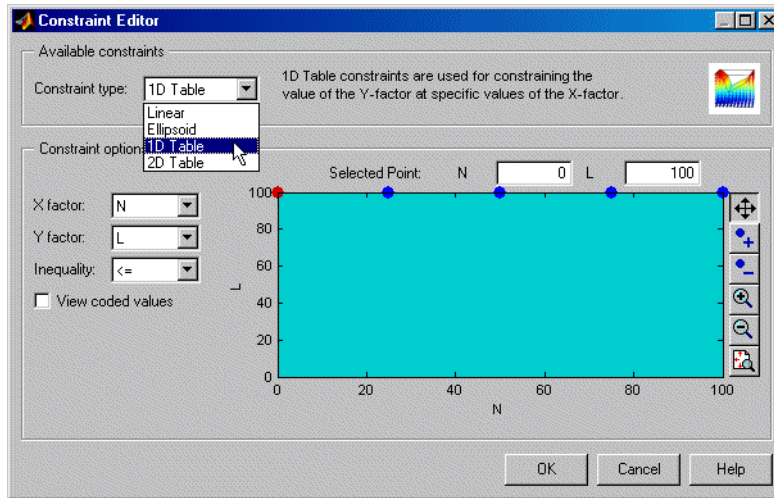 Constraint Editor
Available constraints
Constraint type: 1D Table
1D Table constraints are used for constraining the
value of the Y-factor at specific values of the X-factor.
Linear
Ellipsoid
1D Table
2D Table
Constraint option
Selected Point: N 0 L 100
X factor: N
Y factor: L
Inequality: <=
View coded values
100
80
60
40
20
0
L
0 20 40 60 80 100
N
OK Cancel Help